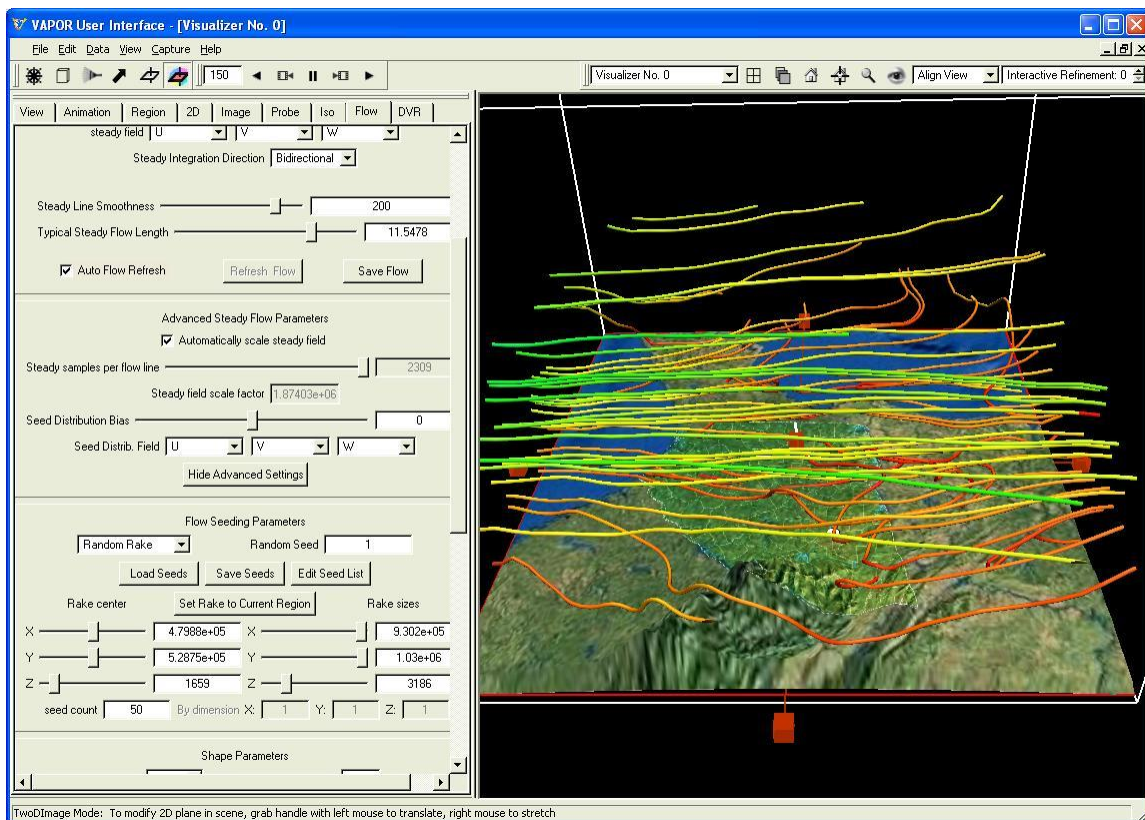 VAPOR User Interface - [Visualizer No. 0]
File Edit Data View Capture Help
150 Visualizer No. 0 Align View Interactive Refinement: 0
View Animation Region 2D Image Probe Iso Flow DVR
steady field U V W
Steady Integration Direction Bidirectional
Steady Line Smoothness 200
Typical Steady Flow Length 11.5478
Auto Flow Refresh Refresh Flow Save Flow
Advanced Steady Flow Parameters
Automatically scale steady field
Steady samples per flow line 2309
Steady field scale factor 1.87403e+06
Seed Distribution Bias 0
Seed Distrib. Field U V W
Hide Advanced Settings
Flow Seeding Parameters
Random Rake Random Seed 1
Load Seeds Save Seeds Edit Seed List
Rake center Set Rake to Current Region Rake sizes
X 4.7988e+05 X 9.302e+05
Y 5.2875e+05 Y 1.03e+06
Z 1659 Z 3186
seed count 50 By dimension X: 1 Y: 1 Z: 1
Shape Parameters
TwoDImage Mode: To modify 2D plane in scene, grab handle with left mouse to translate, right mouse to stretch